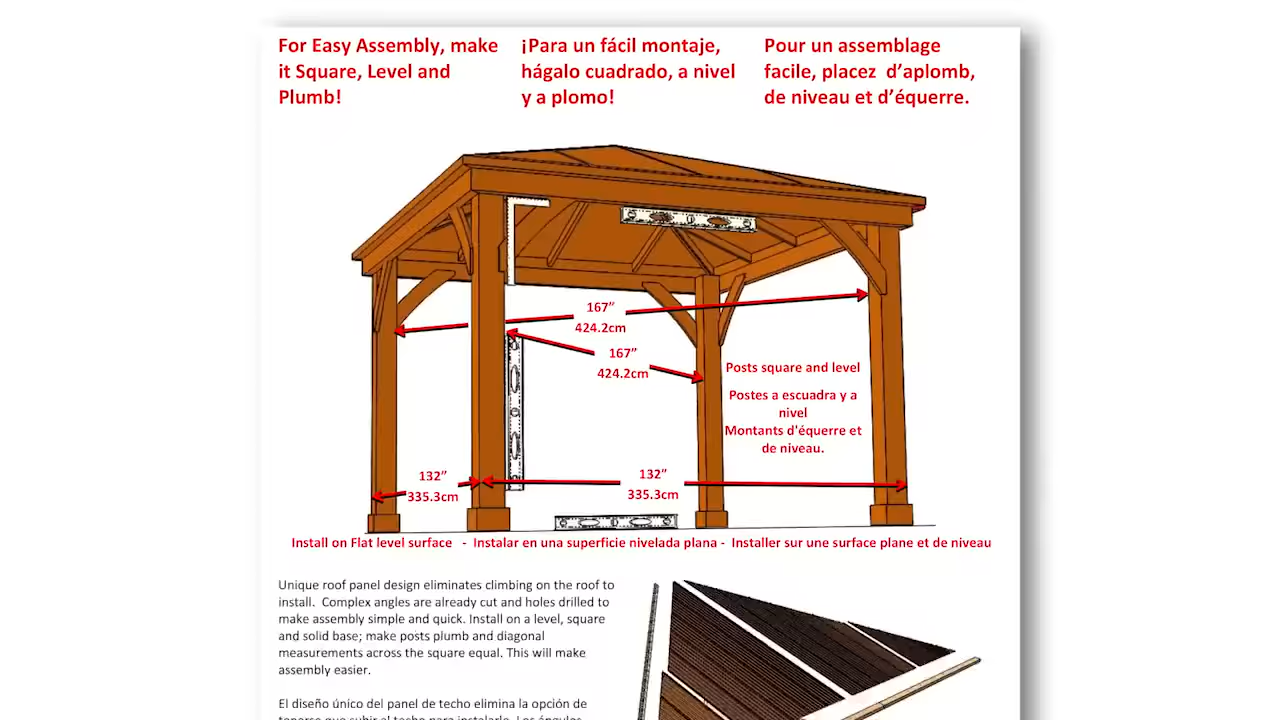 For Easy Assembly, make
it Square, Level and
Plumb!
¡Para un fácil montaje,
hágalo cuadrado, a nivel
y a plomo!
Pour un assemblage
facile, placez d’aplomb,
de niveau et d’équerre.
167”
424.2cm
167”
424.2cm
Posts square and level
Postes a escuadra y a
nivel
Montants d'équerre et
de niveau.
132”
335.3cm
132”
335.3cm
Install on Flat level surface - Instalar en una superficie nivelada plana - Installer sur une surface plane et de niveau
Unique roof panel design eliminates climbing on the roof to
install. Complex angles are already cut and holes drilled to
make assembly simple and quick. Install on a level, square
and solid base; make posts plumb and diagonal
measurements across the square equal. This will make
assembly easier.
El diseño único del panel de techo elimina la opción de